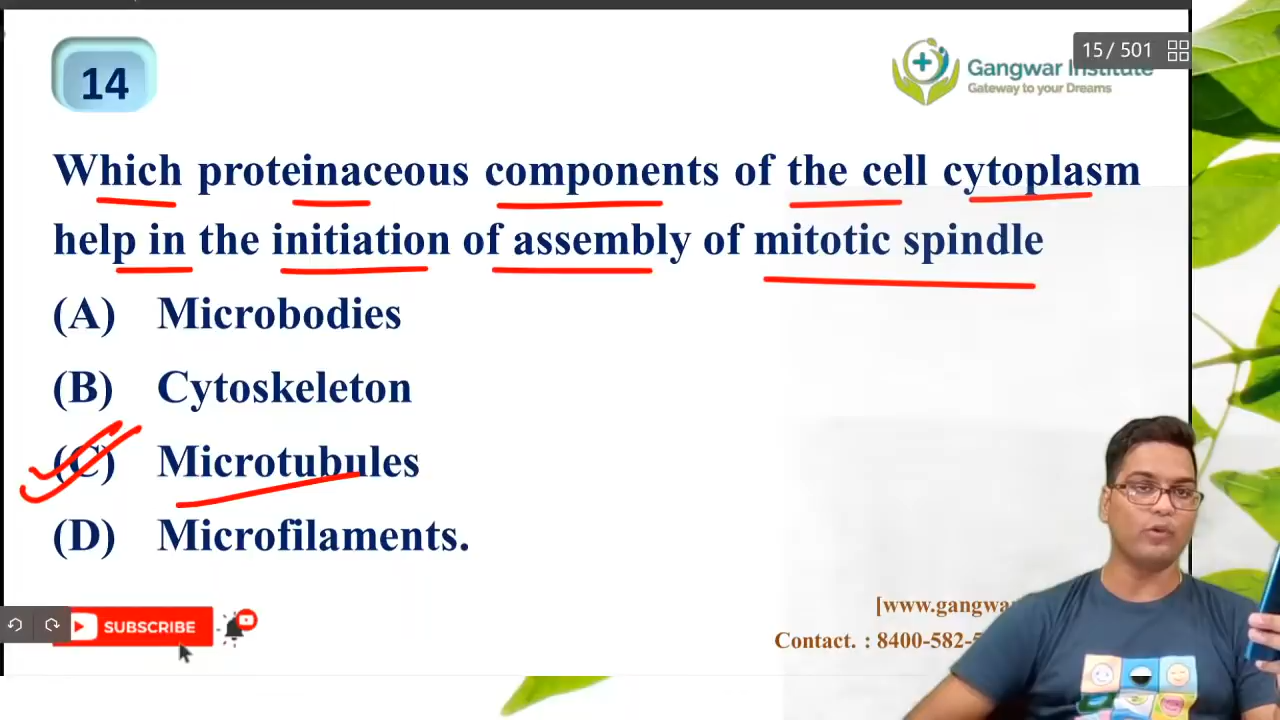 14
Gangwar Institute
Gateway to your Dreams
15 / 501
Which proteinaceous components of the cell cytoplasm
help in the initiation of assembly of mitotic spindle
(A) Microbodies
(B) Cytoskeleton
(C) Microtubules
(D) Microfilaments.
SUBSCRIBE
[www.gangwa
Contact. : 8400-582-